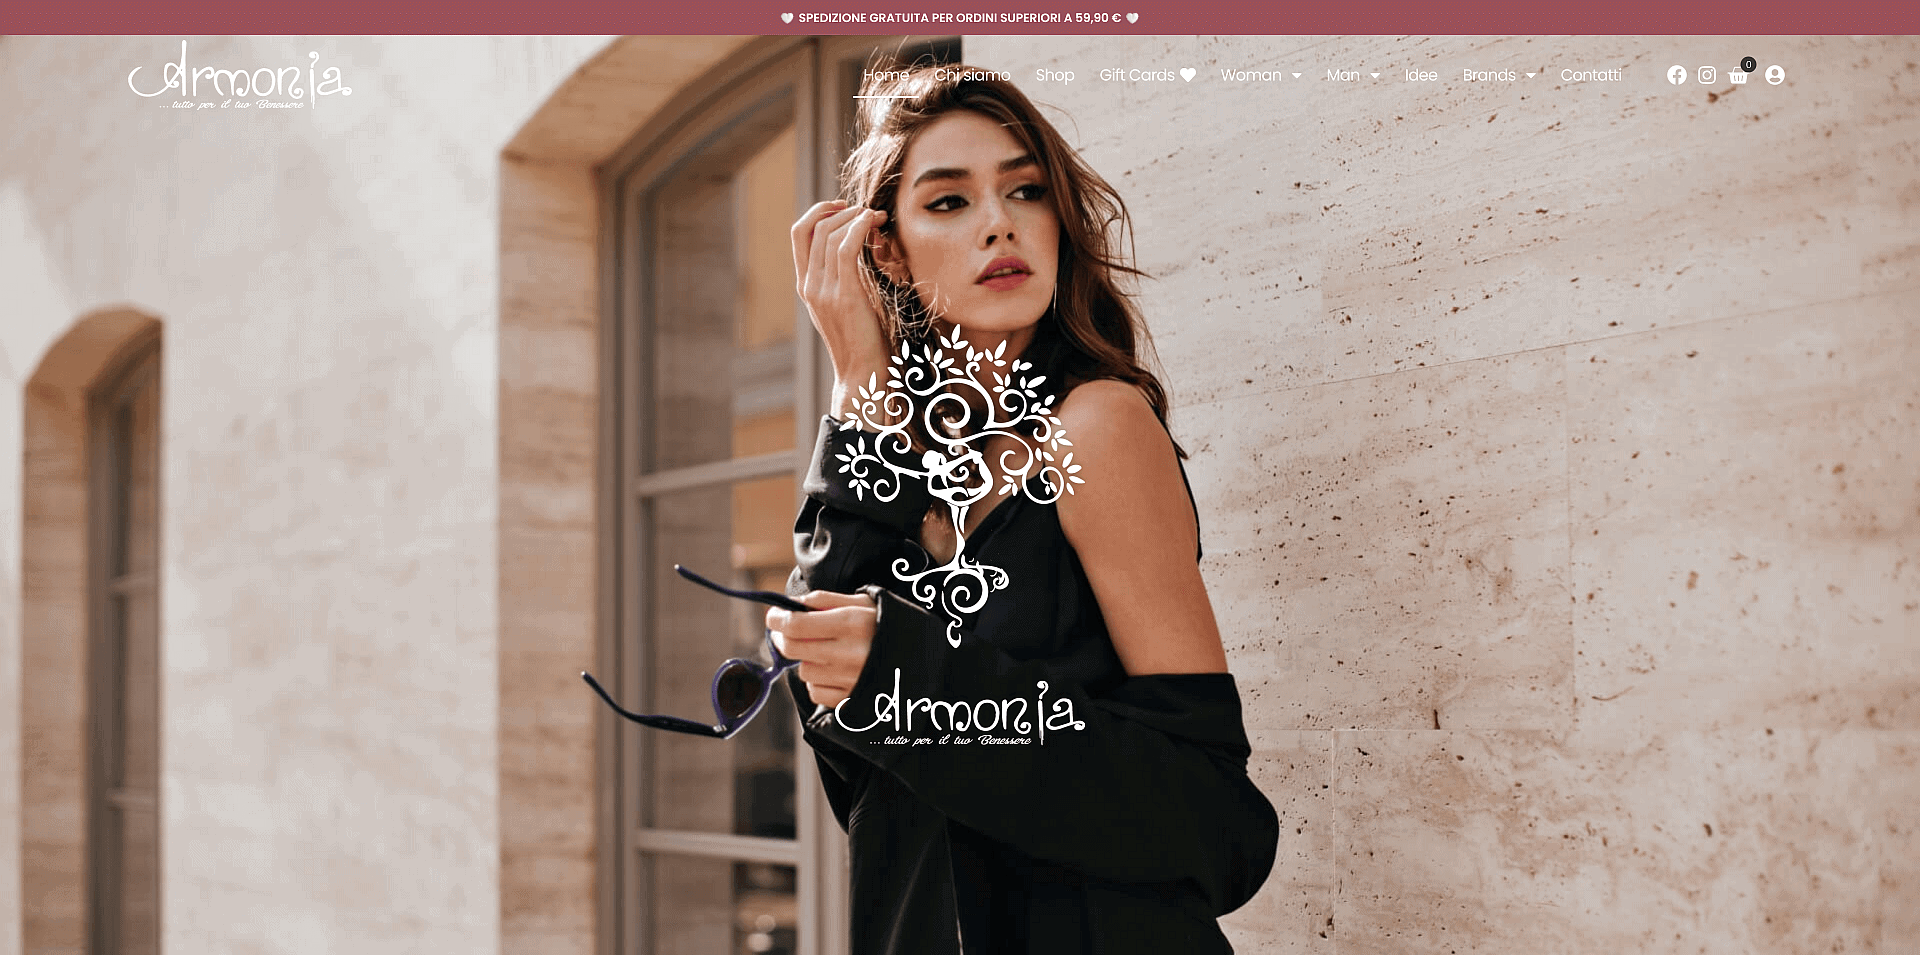 🤍 SPEDIZIONE GRATUITA PER ORDINI SUPERIORI A 59,90 € 🤍
Armonia
... tutto per il tuo Benessere
Home Chi siamo Shop Gift Cards Woman Man Idee Brands Contatti 0
Armonia
... tutto per il tuo Benessere